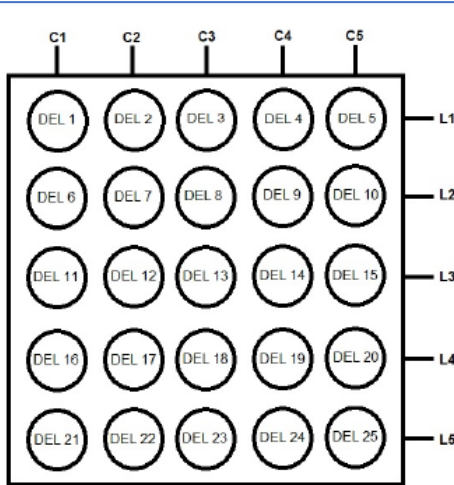 C1 C2 C3 C4 C5
DEL 1 DEL 2 DEL 3 DEL 4 DEL 5 L1
DEL 6 DEL 7 DEL 8 DEL 9 DEL 10 L2
DEL 11 DEL 12 DEL 13 DEL 14 DEL 15 L3
DEL 16 DEL 17 DEL 18 DEL 19 DEL 20 L4
DEL 21 DEL 22 DEL 23 DEL 24 DEL 25 L5